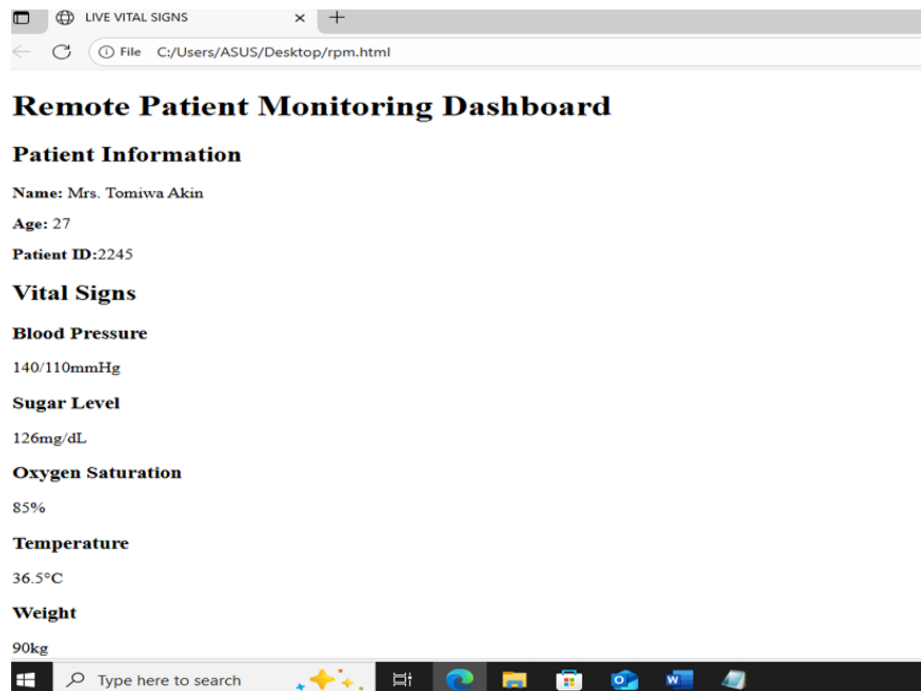 LIVE VITAL SIGNS
File C:/Users/ASUS/Desktop/rpm.html
Remote Patient Monitoring Dashboard
Patient Information
Name: Mrs. Tomiwa Akin
Age: 27
Patient ID:2245
Vital Signs
Blood Pressure
140/110mmHg
Sugar Level
126mg/dL
Oxygen Saturation
85%
Temperature
36.5°C
Weight
90kg
Type here to search